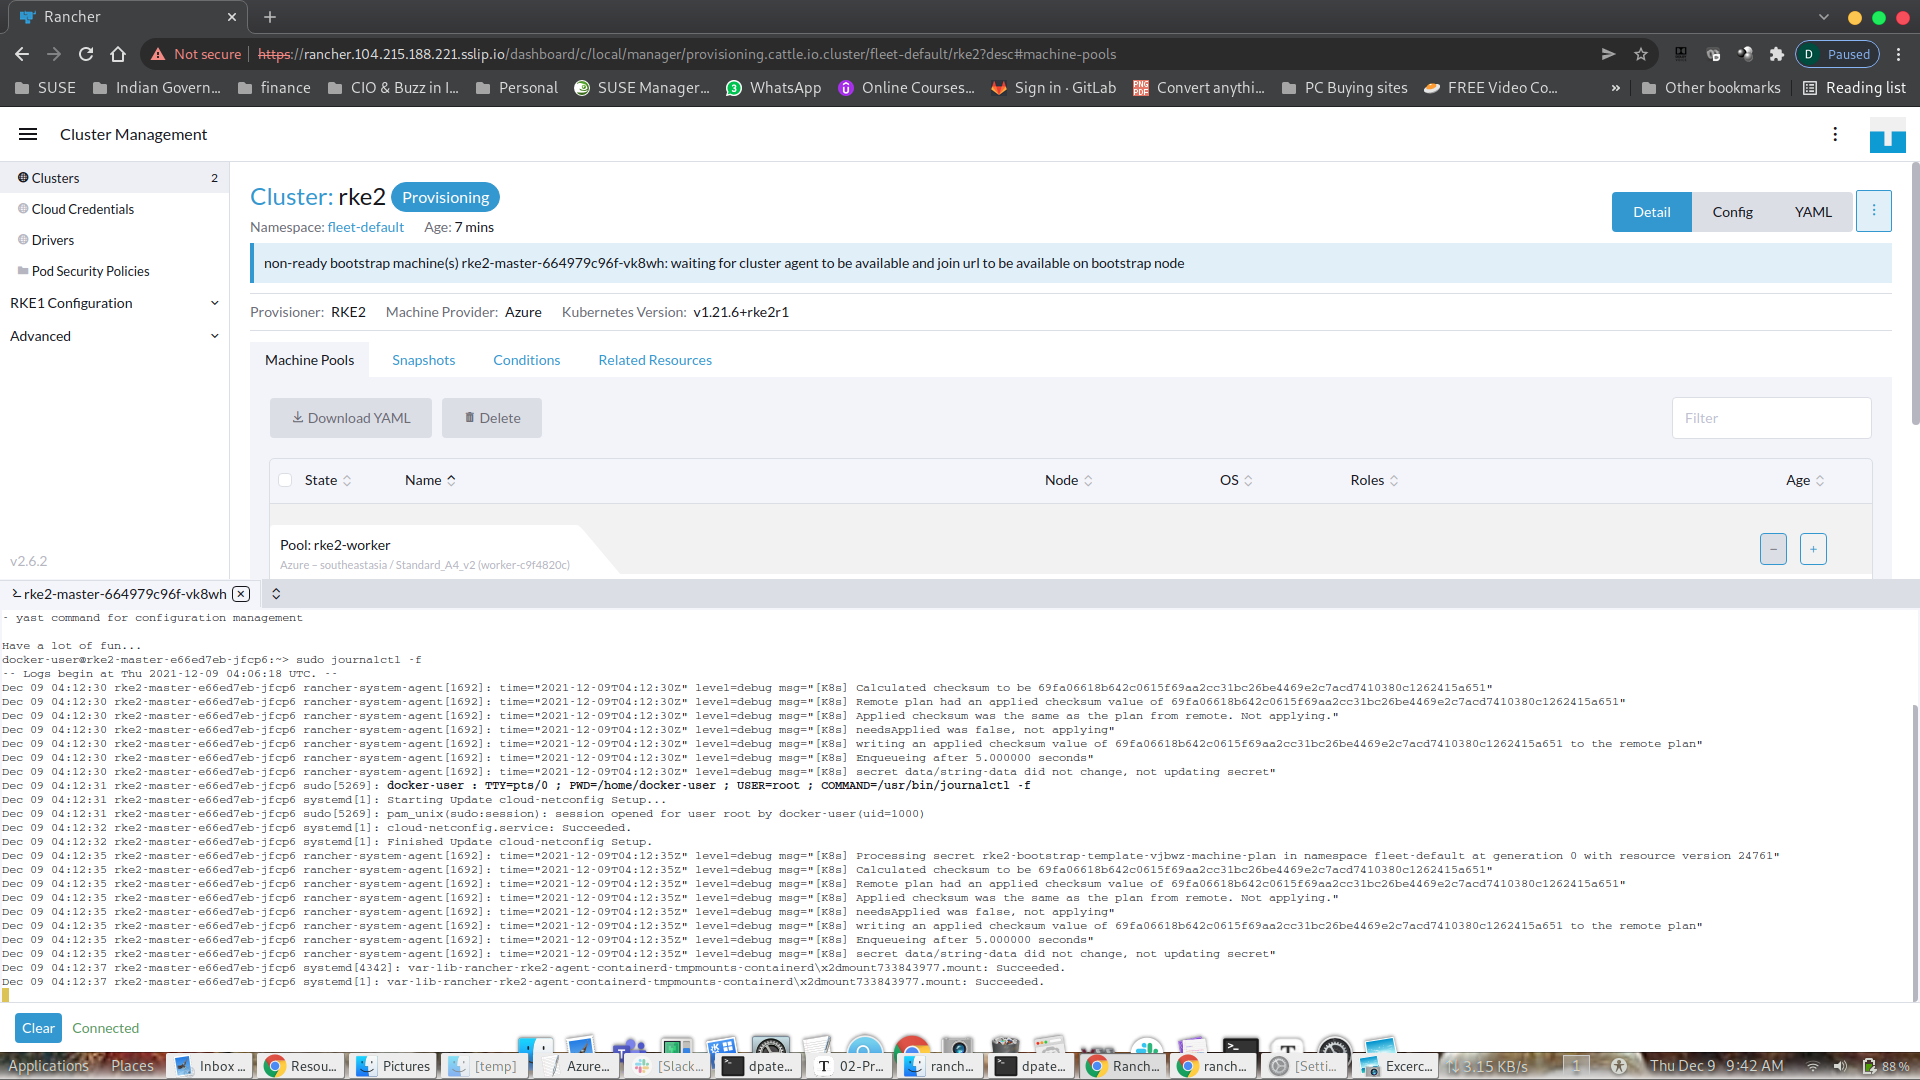 Rancher
Not secure
https://rancher.104.215.188.221.sslip.io/dashboard/c/local/manager/provisioning.cattle.io.cluster/fleet-default/rke2?desc#machine-pools
D Paused
SUSE
Indian Govern...
finance
CIO & Buzz in I...
Personal
SUSE Manager...
WhatsApp
Online Courses...
Sign in · GitLab
Convert anythi...
PC Buying sites
FREE Video Co...
»
Other bookmarks
Reading list
Cluster Management
Clusters 2
Cloud Credentials
Drivers
Pod Security Policies
RKE1 Configuration
Advanced
v2.6.2
Cluster: rke2 Provisioning
Namespace: fleet-default Age: 7 mins
Detail Config YAML
non-ready bootstrap machine(s) rke2-master-664979c96f-vk8wh: waiting for cluster agent to be available and join url to be available on bootstrap node
Provisioner: RKE2 Machine Provider: Azure Kubernetes Version: v1.21.6+rke2r1
Machine Pools Snapshots Conditions Related Resources
Download YAML Delete Filter
State Name Node OS Roles Age
Pool: rke2-worker
Azure – southeastasia / Standard_A4_v2 (worker-c9f4820c)
rke2-master-664979c96f-vk8wh
- yast command for configuration management
Have a lot of fun...
docker-user@rke2-master-e66ed7eb-jfcp6:~> sudo journalctl -f
-- Logs begin at Thu 2021-12-09 04:06:18 UTC. --
Dec 09 04:12:30 rke2-master-e66ed7eb-jfcp6 rancher-system-agent[1692]: time="2021-12-09T04:12:30Z" level=debug msg="[K8s] Calculated checksum to be 69fa06618b642c0615f69aa2cc31bc26be4469e2c7acd7410380c1262415a651"
Dec 09 04:12:30 rke2-master-e66ed7eb-jfcp6 rancher-system-agent[1692]: time="2021-12-09T04:12:30Z" level=debug msg="[K8s] Remote plan had an applied checksum value of 69fa06618b642c0615f69aa2cc31bc26be4469e2c7acd7410380c1262415a651"
Dec 09 04:12:30 rke2-master-e66ed7eb-jfcp6 rancher-system-agent[1692]: time="2021-12-09T04:12:30Z" level=debug msg="[K8s] Applied checksum was the same as the plan from remote. Not applying."
Dec 09 04:12:30 rke2-master-e66ed7eb-jfcp6 rancher-system-agent[1692]: time="2021-12-09T04:12:30Z" level=debug msg="[K8s] needsApplied was false, not applying"
Dec 09 04:12:30 rke2-master-e66ed7eb-jfcp6 rancher-system-agent[1692]: time="2021-12-09T04:12:30Z" level=debug msg="[K8s] writing an applied checksum value of 69fa06618b642c0615f69aa2cc31bc26be4469e2c7acd7410380c1262415a651 to the remote plan"
Dec 09 04:12:30 rke2-master-e66ed7eb-jfcp6 rancher-system-agent[1692]: time="2021-12-09T04:12:30Z" level=debug msg="[K8s] Enqueueing after 5.000000 seconds"
Dec 09 04:12:30 rke2-master-e66ed7eb-jfcp6 rancher-system-agent[1692]: time="2021-12-09T04:12:30Z" level=debug msg="[K8s] secret data/string-data did not change, not updating secret"
Dec 09 04:12:31 rke2-master-e66ed7eb-jfcp6 sudo[5269]: docker-user : TTY=pts/0 ; PWD=/home/docker-user ; USER=root ; COMMAND=/usr/bin/journalctl -f
Dec 09 04:12:31 rke2-master-e66ed7eb-jfcp6 systemd[1]: Starting Update cloud-netconfig Setup...
Dec 09 04:12:31 rke2-master-e66ed7eb-jfcp6 sudo[5269]: pam_unix(sudo:session): session opened for user root by docker-user(uid=1000)
Dec 09 04:12:32 rke2-master-e66ed7eb-jfcp6 systemd[1]: cloud-netconfig.service: Succeeded.
Dec 09 04:12:32 rke2-master-e66ed7eb-jfcp6 systemd[1]: Finished Update cloud-netconfig Setup.
Dec 09 04:12:35 rke2-master-e66ed7eb-jfcp6 rancher-system-agent[1692]: time="2021-12-09T04:12:35Z" level=debug msg="[K8s] Processing secret rke2-bootstrap-template-vjbwz-machine-plan in namespace fleet-default at generation 0 with resource version 24761"
Dec 09 04:12:35 rke2-master-e66ed7eb-jfcp6 rancher-system-agent[1692]: time="2021-12-09T04:12:35Z" level=debug msg="[K8s] Calculated checksum to be 69fa06618b642c0615f69aa2cc31bc26be4469e2c7acd7410380c1262415a651"
Dec 09 04:12:35 rke2-master-e66ed7eb-jfcp6 rancher-system-agent[1692]: time="2021-12-09T04:12:35Z" level=debug msg="[K8s] Remote plan had an applied checksum value of 69fa06618b642c0615f69aa2cc31bc26be4469e2c7acd7410380c1262415a651"
Dec 09 04:12:35 rke2-master-e66ed7eb-jfcp6 rancher-system-agent[1692]: time="2021-12-09T04:12:35Z" level=debug msg="[K8s] Applied checksum was the same as the plan from remote. Not applying."
Dec 09 04:12:35 rke2-master-e66ed7eb-jfcp6 rancher-system-agent[1692]: time="2021-12-09T04:12:35Z" level=debug msg="[K8s] needsApplied was false, not applying"
Dec 09 04:12:35 rke2-master-e66ed7eb-jfcp6 rancher-system-agent[1692]: time="2021-12-09T04:12:35Z" level=debug msg="[K8s] writing an applied checksum value of 69fa06618b642c0615f69aa2cc31bc26be4469e2c7acd7410380c1262415a651 to the remote plan"
Dec 09 04:12:35 rke2-master-e66ed7eb-jfcp6 rancher-system-agent[1692]: time="2021-12-09T04:12:35Z" level=debug msg="[K8s] Enqueueing after 5.000000 seconds"
Dec 09 04:12:35 rke2-master-e66ed7eb-jfcp6 rancher-system-agent[1692]: time="2021-12-09T04:12:35Z" level=debug msg="[K8s] secret data/string-data did not change, not updating secret"
Dec 09 04:12:37 rke2-master-e66ed7eb-jfcp6 systemd[4342]: var-lib-rancher-rke2-agent-containerd-tmpmounts-containerd\x2dmount733843977.mount: Succeeded.
Dec 09 04:12:37 rke2-master-e66ed7eb-jfcp6 systemd[1]: var-lib-rancher-rke2-agent-containerd-tmpmounts-containerd\x2dmount733843977.mount: Succeeded.
Clear Connected
Applications Places Inbox ... Resou... Pictures [temp] Azure... [Slack... dpate... 02-Pr... ranch... dpate... Ranch... ranch... [Setti... Excerc... 3.15 KB/s 1 Thu Dec 9 9:42 AM 88%